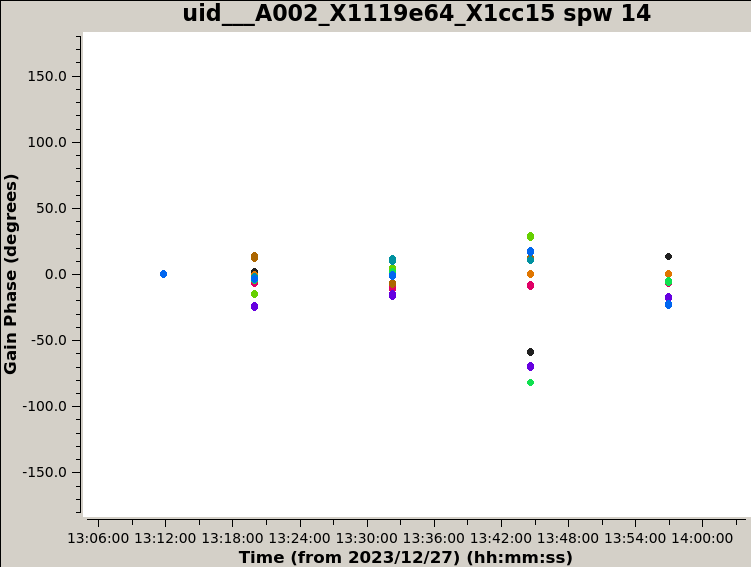 uid___A002_X1119e64_X1cc15 spw 14
150.0
100.0
50.0
0.0
-50.0
-100.0
-150.0
Gain Phase (degrees)
13:06:00 13:12:00 13:18:00 13:24:00 13:30:00 13:36:00 13:42:00 13:48:00 13:54:00 14:00:00
Time (from 2023/12/27) (hh:mm:ss)